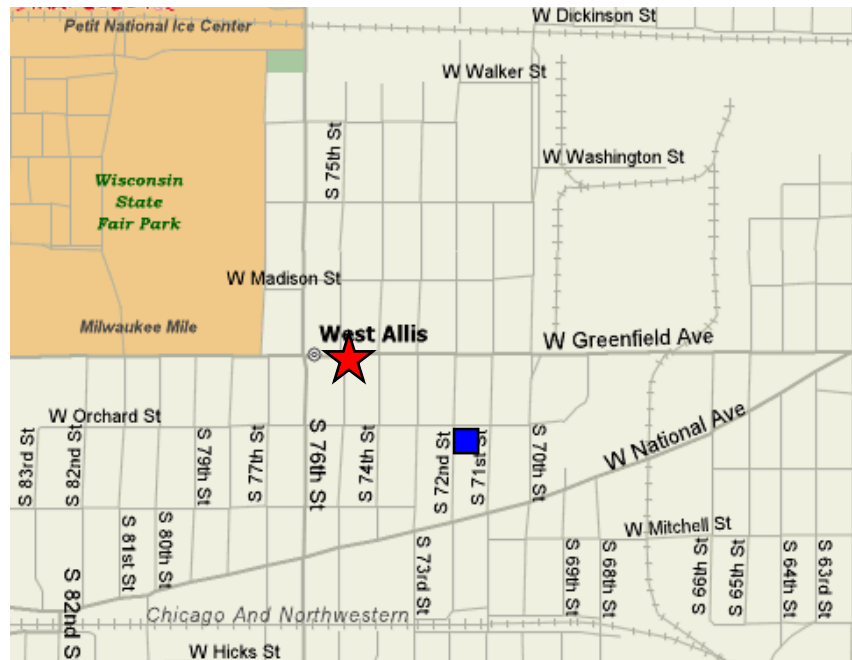 W Dickinson St
Petit National Ice Center
W Walker St
S 75th St
W Washington St
Wisconsin
State
Fair Park
W Madison St
Milwaukee Mile
West Allis
W Greenfield Ave
W Orchard St
W National Ave
S 83rd St
S 82nd St
S 79th St
S 77th St
S 76th St
S 74th St
S 72nd St
S 71st St
S 70th St
S 81st St
S 80th St
S 73rd St
W Mitchell St
S 69th St
S 68th St
S 66th St
S 65th St
S 64th St
S 63rd St
S 82nd S
Chicago And Northwestern
W Hicks St